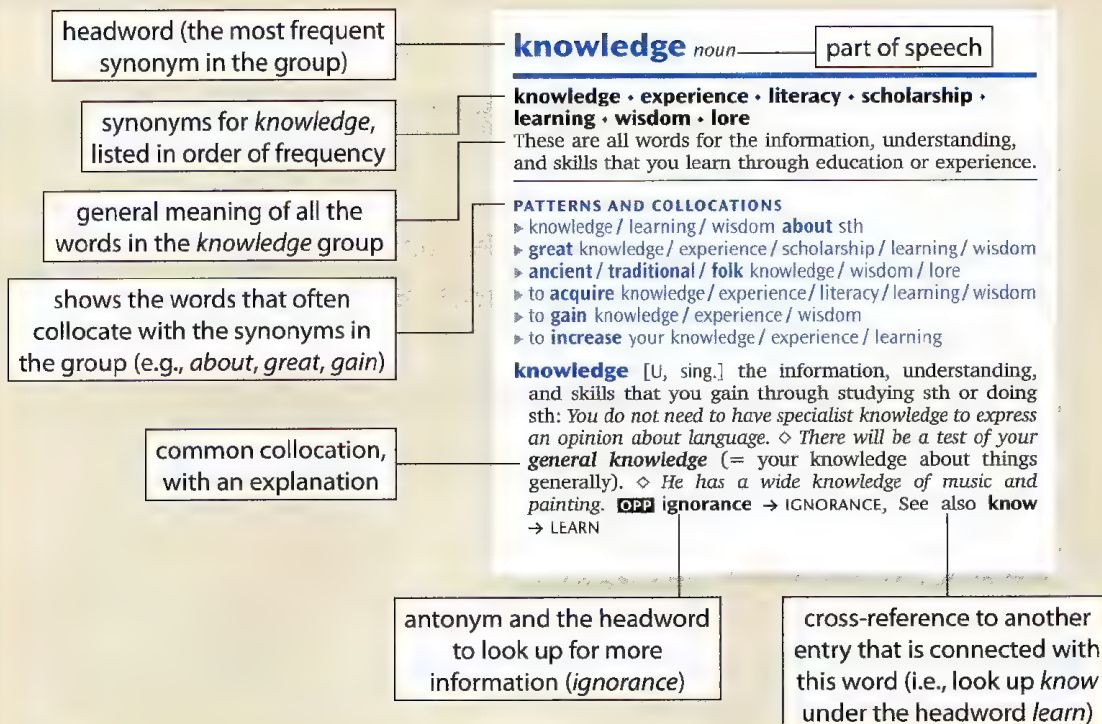 headword (the most frequent
synonym in the group)
synonyms for knowledge,
listed in order of frequency
general meaning of all the
words in the knowledge group
shows the words that often
collocate with the synonyms in
the group (e.g., about, great, gain)
common collocation,
with an explanation
knowledge noun
part of speech
knowledge • experience • literacy • scholarship •
learning • wisdom • lore
These are all words for the information, understanding,
and skills that you learn through education or experience.
PATTERNS AND COLLOCATIONS
▶ knowledge / learning / wisdom about sth
▶ great knowledge / experience / scholarship / learning / wisdom
▶ ancient / traditional / folk knowledge / wisdom / lore
▶ to acquire knowledge / experience / literacy / learning / wisdom
▶ to gain knowledge / experience / wisdom
▶ to increase your knowledge / experience / learning
knowledge [U, sing.] the information, understanding,
and skills that you gain through studying sth or doing
sth: You do not need to have specialist knowledge to express
an opinion about language. ◇ There will be a test of your
general knowledge (= your knowledge about things
generally). ◇ He has a wide knowledge of music and
painting. OPP ignorance → IGNORANCE, See also know
→ LEARN
antonym and the headword
to look up for more
information (ignorance)
cross-reference to another
entry that is connected with
this word (i.e., look up know
under the headword learn)